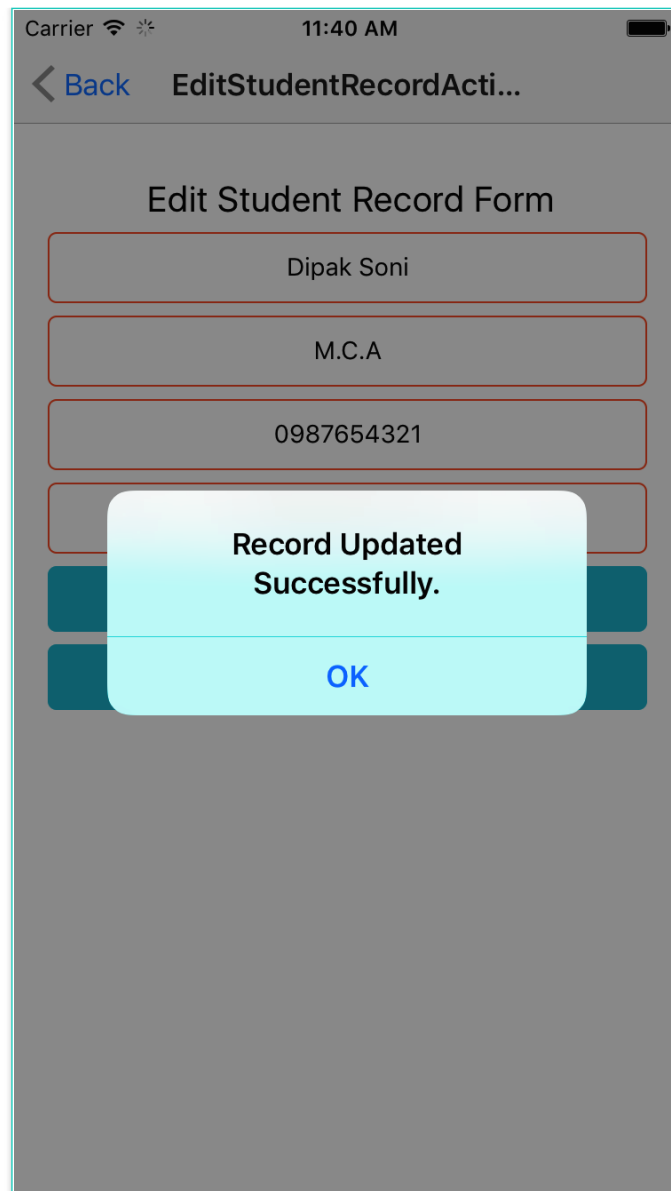 Carrier 11:40 AM
Back EditStudentRecordActi...
Edit Student Record Form
Dipak Soni
M.C.A
0987654321
Record Updated
Successfully.
OK